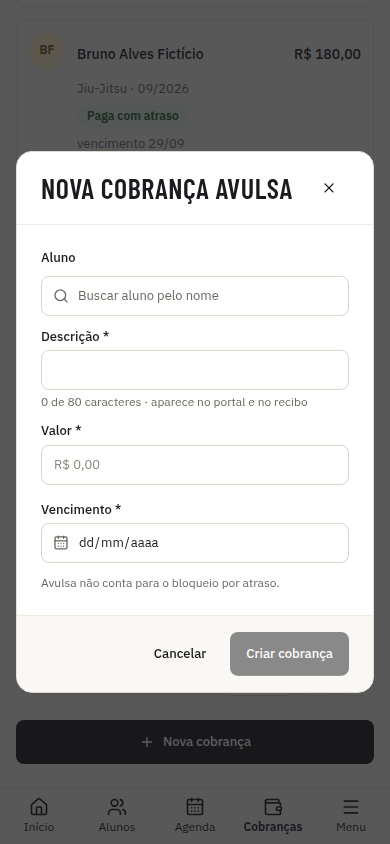 BF
Bruno Alves Fictício
R$ 180,00
Jiu-Jitsu · 09/2026
Paga com atraso
vencimento 29/09
NOVA COBRANÇA AVULSA
Aluno
Buscar aluno pelo nome
Descrição *
0 de 80 caracteres · aparece no portal e no recibo
Valor *
R$ 0,00
Vencimento *
dd/mm/aaaa
Avulsa não conta para o bloqueio por atraso.
Cancelar
Criar cobrança
Nova cobrança
Início
Alunos
Agenda
Cobranças
Menu